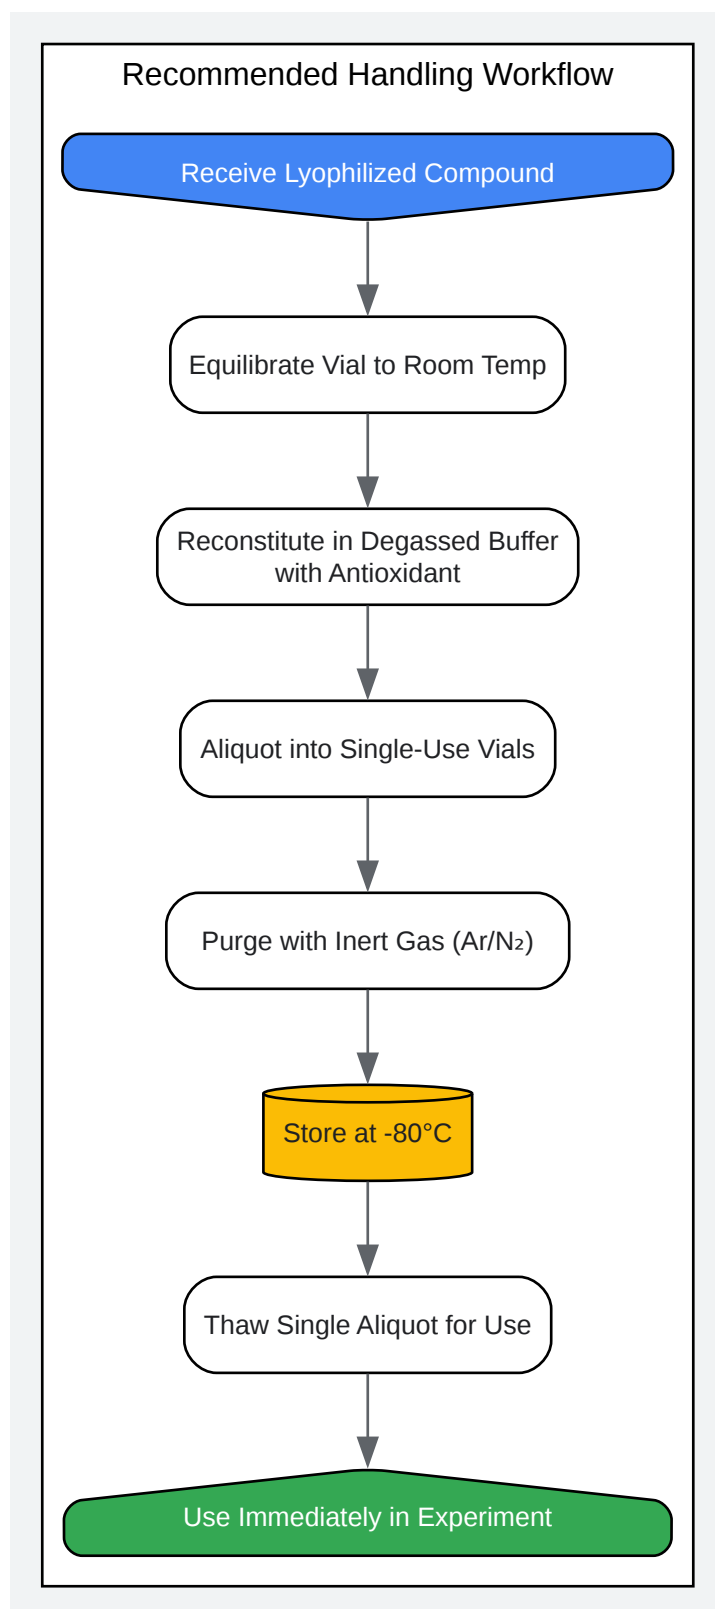 Recommended Handling Workflow
Receive Lyophilized Compound
Equilibrate Vial to Room Temp
Reconstitute in Degassed Buffer
with Antioxidant
Aliquot into Single-Use Vials
Purge with Inert Gas (Ar/N₂)
Store at -80°C
Thaw Single Aliquot for Use
Use Immediately in Experiment